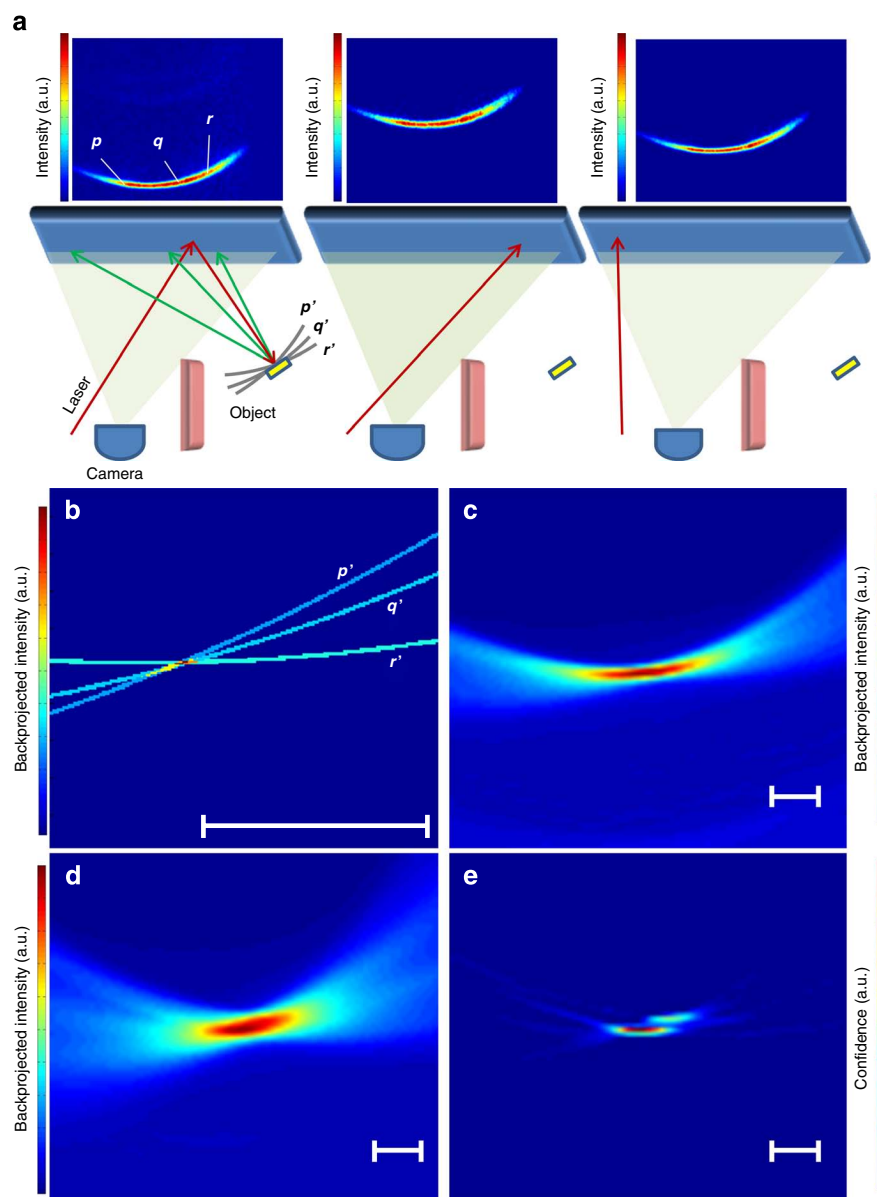 a
Intensity (a.u.)
p
q
r
Intensity (a.u.)
Intensity (a.u.)
p’
q’
r’
Laser
Object
Camera
b
Backprojected intensity (a.u.)
p’
q’
r’
c
Backprojected intensity (a.u.)
d
Backprojected intensity (a.u.)
e
Confidence (a.u.)